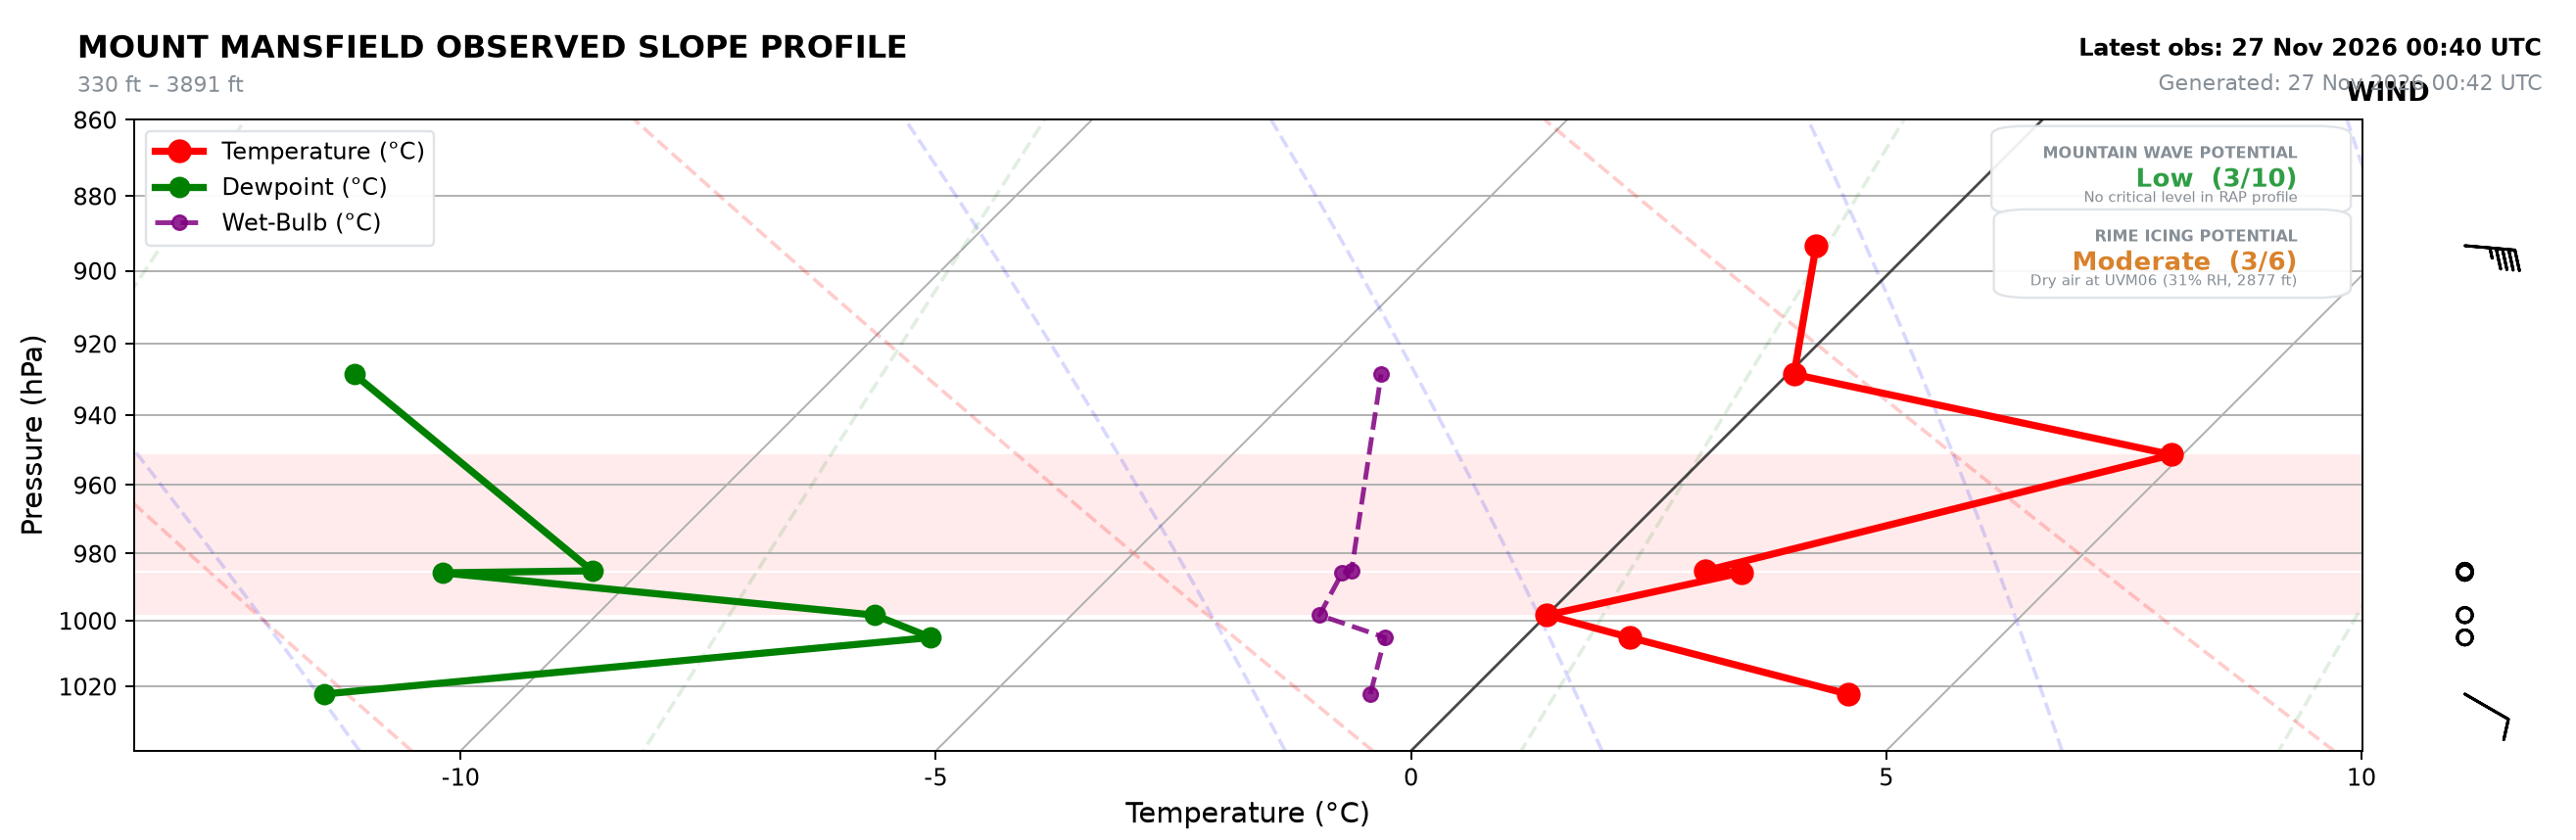 MOUNT MANSFIELD OBSERVED SLOPE PROFILE
330 ft – 3891 ft
Latest obs: 27 Nov 2026 00:40 UTC
Generated: 27 Nov 2026 00:42 UTC
WIND
Temperature (°C)
Dewpoint (°C)
Wet-Bulb (°C)
MOUNTAIN WAVE POTENTIAL
Low (3/10)
No critical level in RAP profile
RIME ICING POTENTIAL
Moderate (3/6)
Dry air at UVM06 (31% RH, 2877 ft)
Pressure (hPa)
860
880
900
920
940
960
980
1000
1020
-10
-5
0
5
10
Temperature (°C)